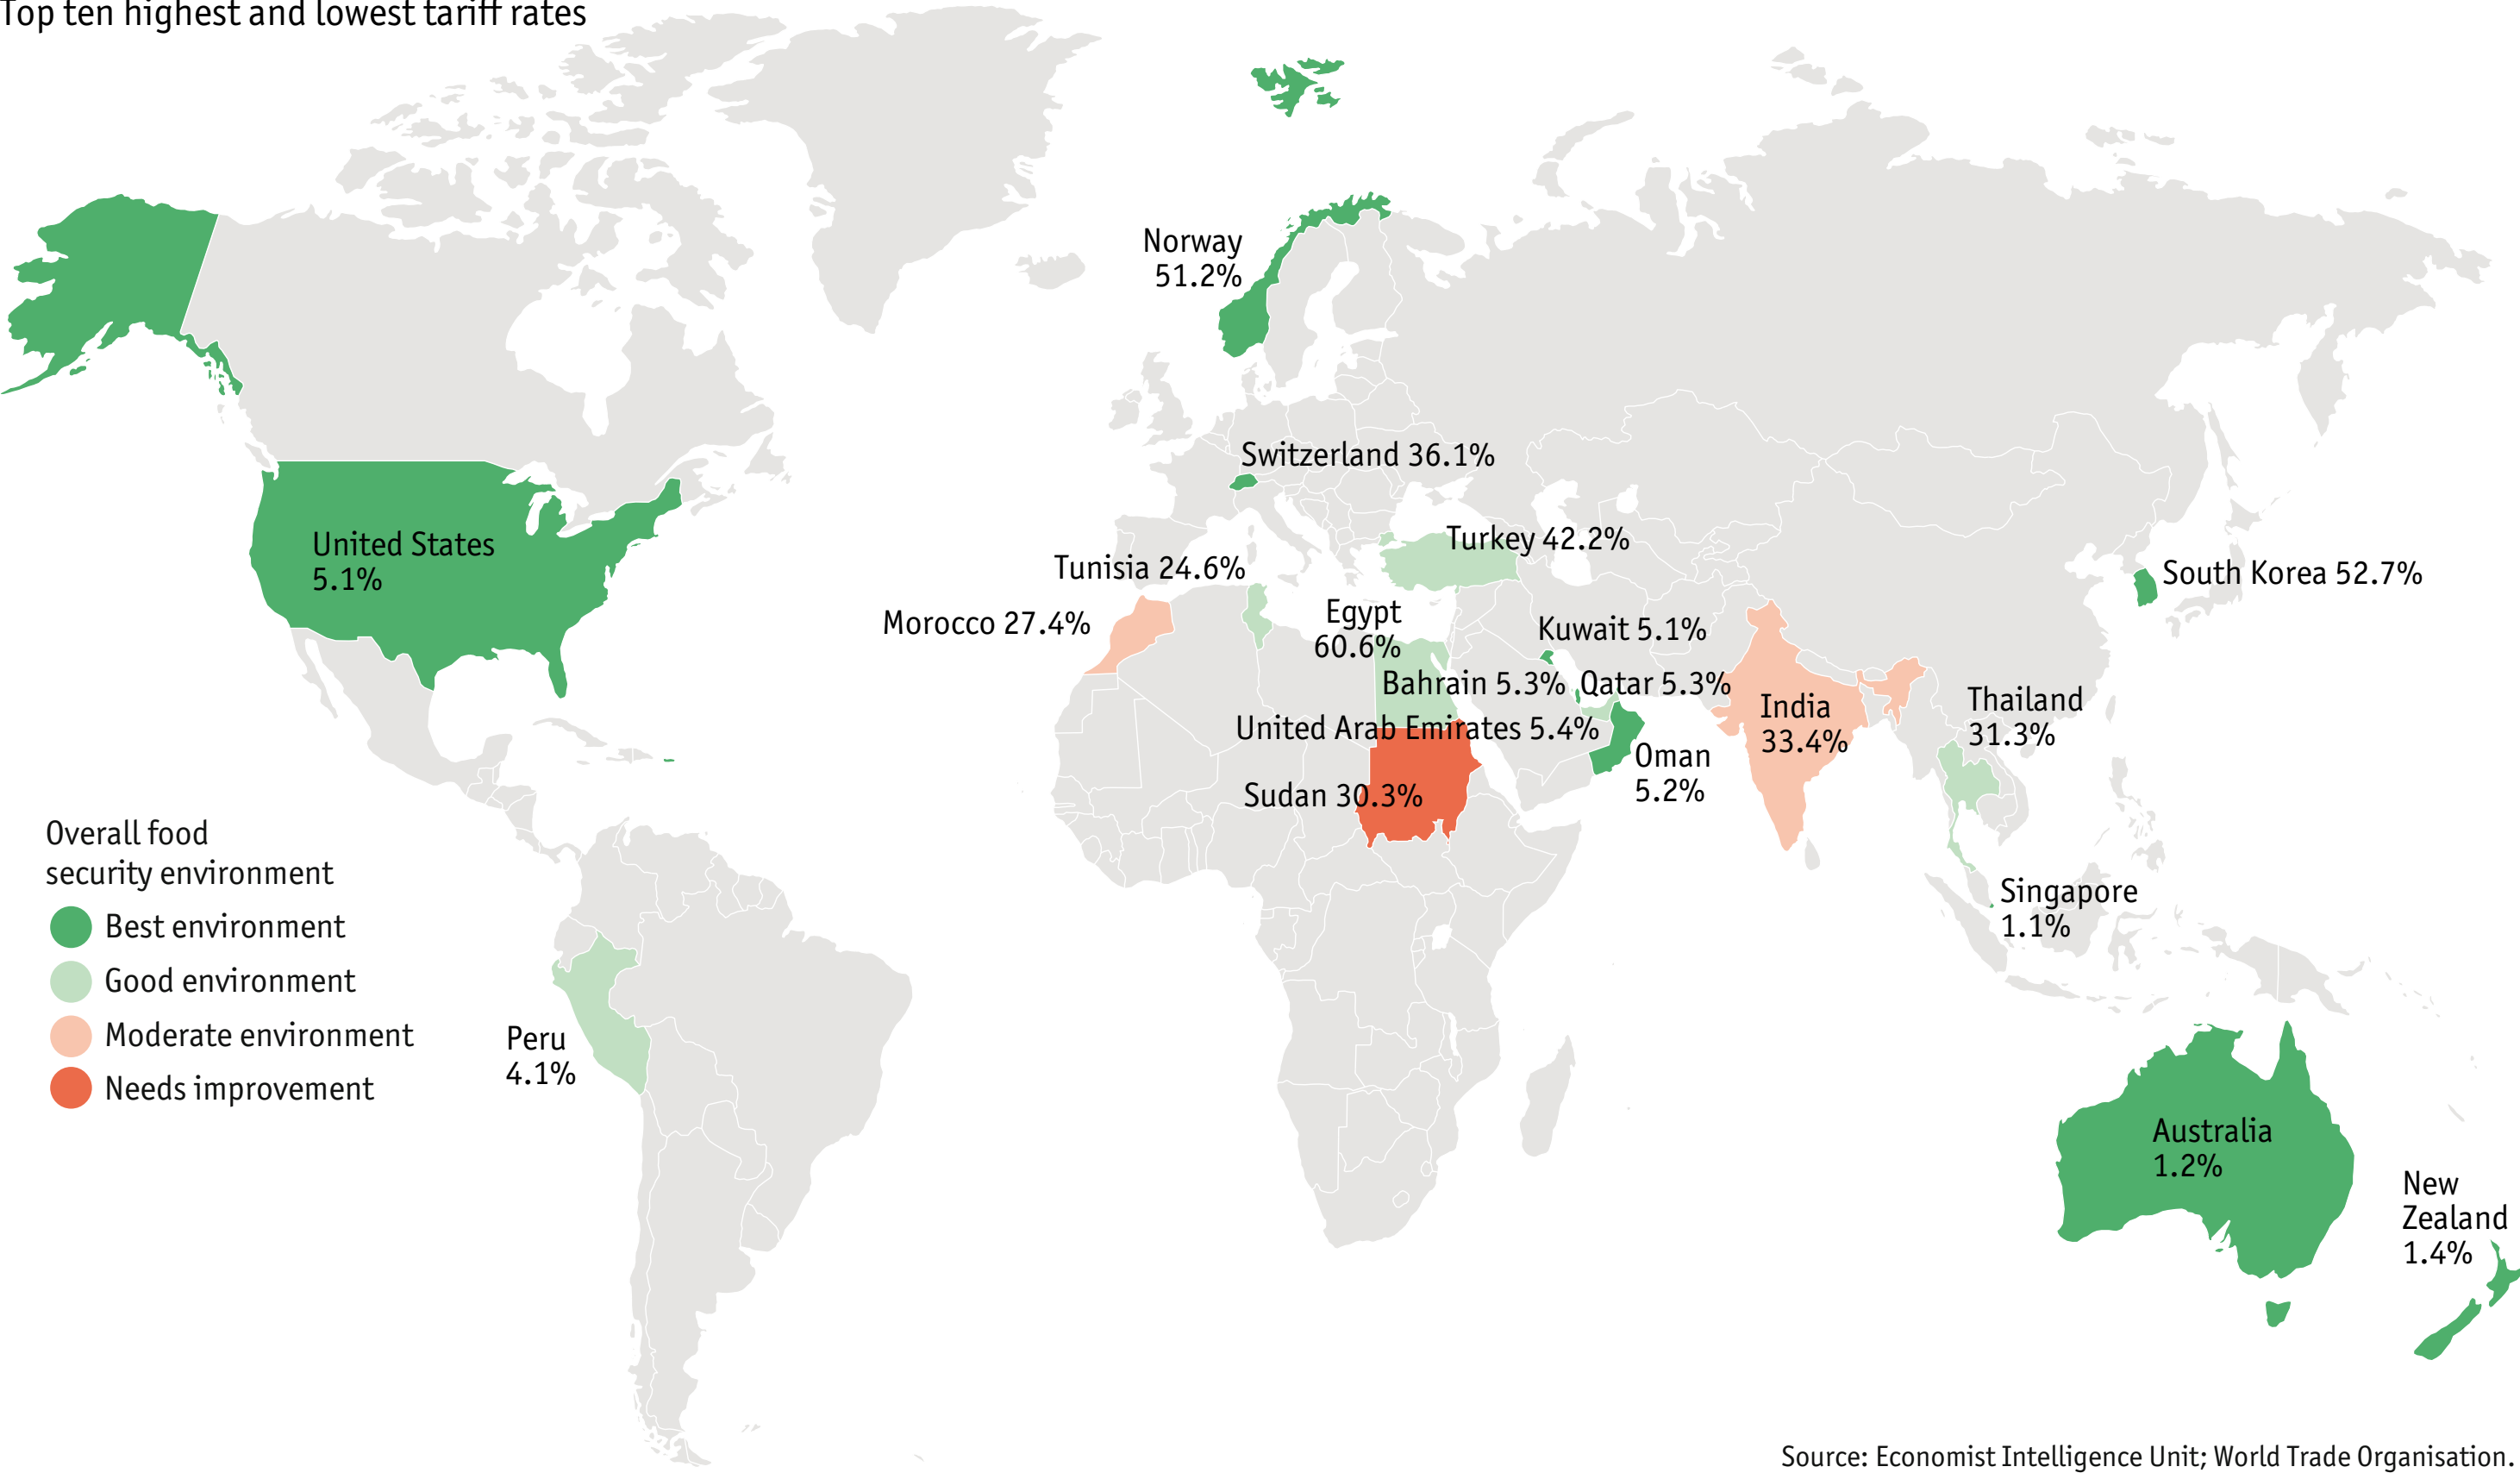 Top ten highest and lowest tariff rates
Norway
51.2%
Switzerland 36.1%
United States
5.1%
Turkey 42.2%
Tunisia 24.6%
South Korea 52.7%
Morocco 27.4%
Egypt
60.6%
Kuwait 5.1%
Bahrain 5.3%
Qatar 5.3%
India
33.4%
Thailand
31.3%
United Arab Emirates 5.4%
Oman
5.2%
Sudan 30.3%
Singapore
1.1%
Overall food
security environment
Best environment
Good environment
Moderate environment
Needs improvement
Peru
4.1%
Australia
1.2%
New
Zealand
1.4%
Source: Economist Intelligence Unit; World Trade Organisation.